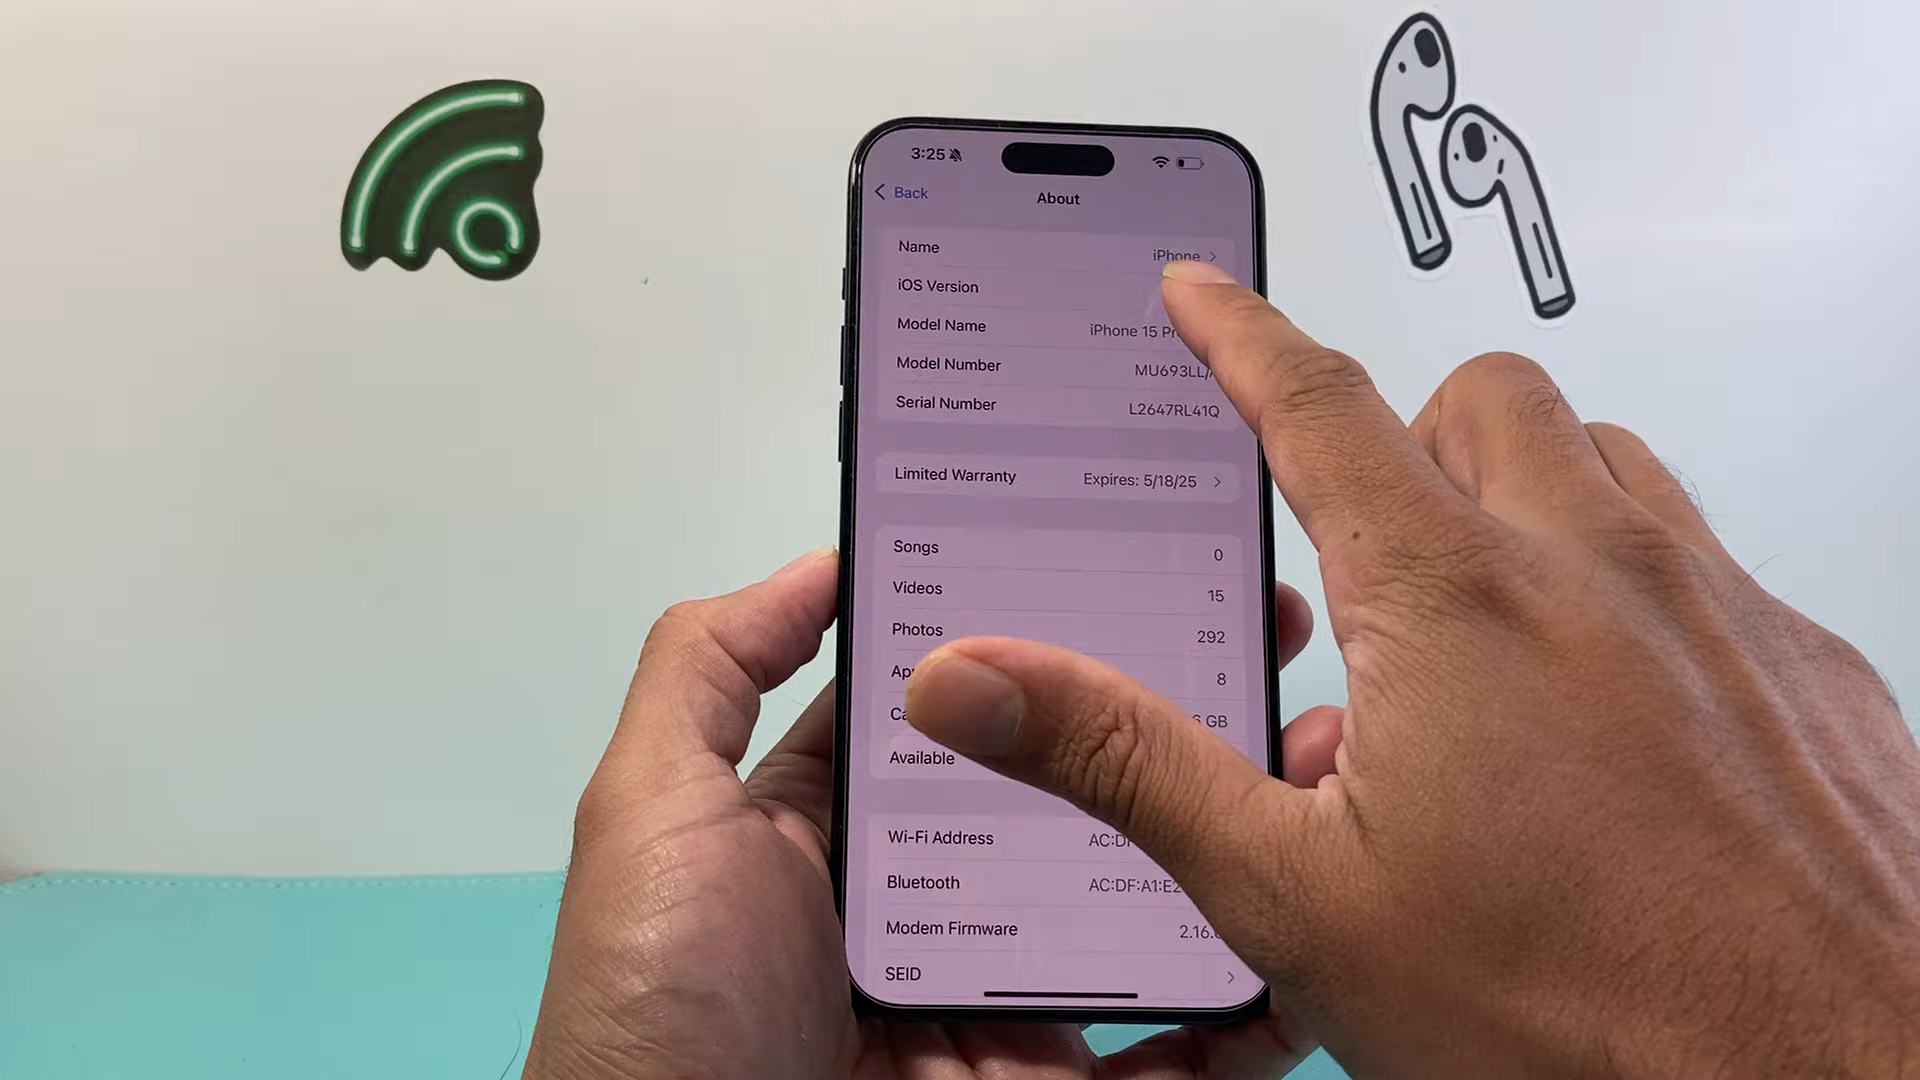 3:25
Back
About
Name iPhone
iOS Version
Model Name iPhone 15
Model Number MU693LL/
Serial Number L2647RL41Q
Limited Warranty Expires: 5/18/25
Songs 0
Videos 15
Photos 292
8
GB
Available
Wi-Fi Address
Bluetooth AC:DF:A1:E2
Modem Firmware 2.16.
SEID